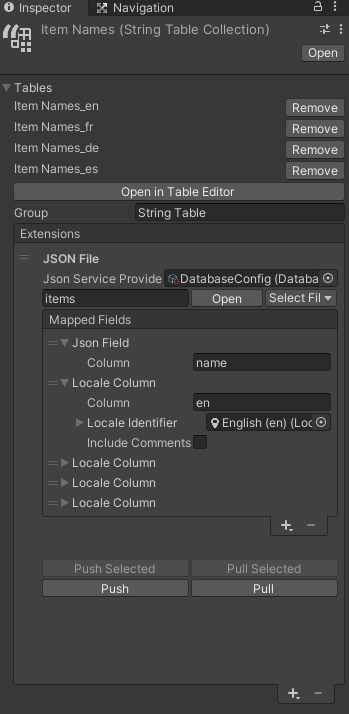 Inspector Navigation
Item Names (String Table Collection)
Open
Tables
Item Names_en Remove
Item Names_fr Remove
Item Names_de Remove
Item Names_es Remove
Open in Table Editor
Group String Table
Extensions
JSON File
Json Service Provide DatabaseConfig (Databa
items Open Select Fil
Mapped Fields
Json Field
Column name
Locale Column
Column en
Locale Identifier English (en) (Loc
Include Comments
Locale Column
Locale Column
Locale Column
Push Selected Pull Selected
Push Pull